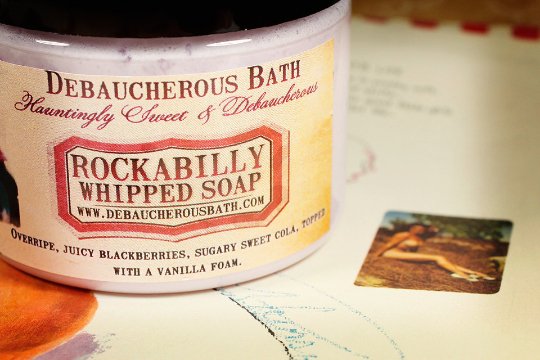 DEBAUCHEROUS BATH
Hauntingly Sweet & Debaucherous
ROCKABILLY
WHIPPED SOAP
WWW.DEBAUCHEROUSBATH.COM
OVERRIPE, JUICY BLACKBERRIES, SUGARY SWEET COLA, TOPPED
WITH A VANILLA FOAM.